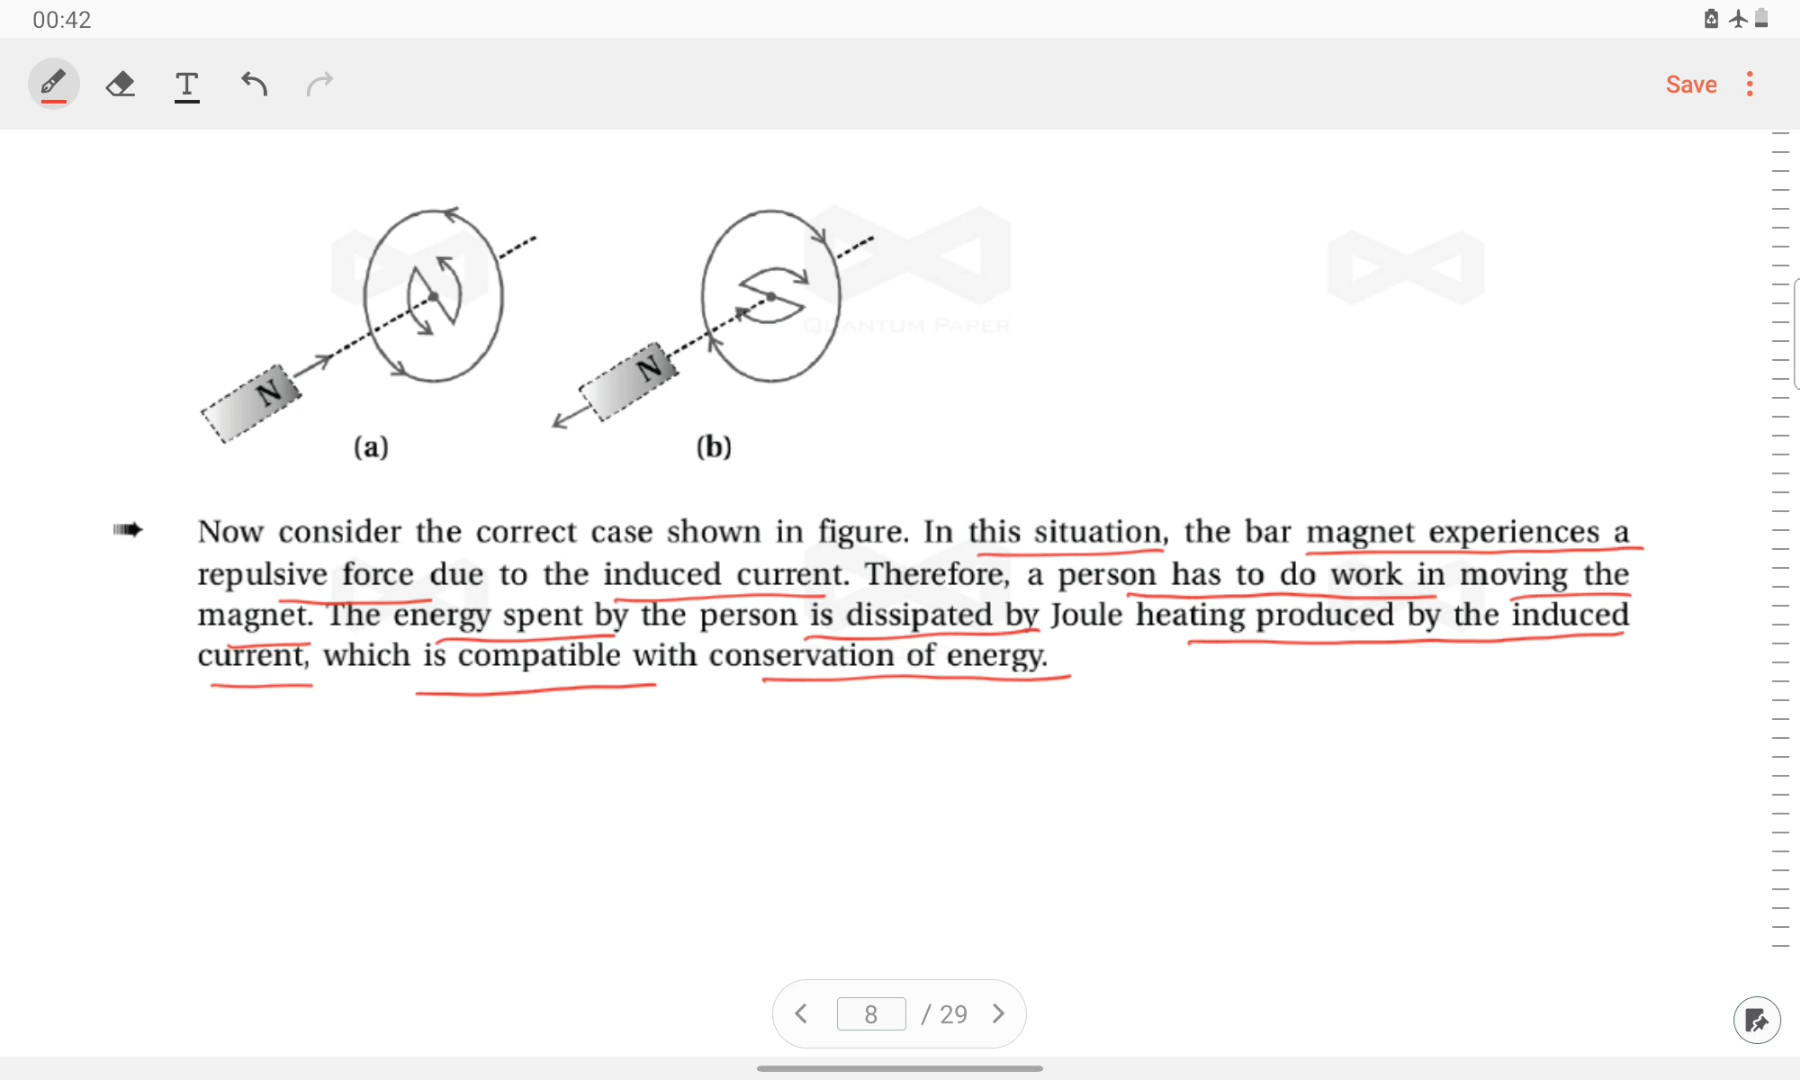 00:42
T
Save
N
N
QUANTUM PAPER
(a)
(b)
Now consider the correct case shown in figure. In this situation, the bar magnet experiences a
repulsive force due to the induced current. Therefore, a person has to do work in moving the
magnet. The energy spent by the person is dissipated by Joule heating produced by the induced
current, which is compatible with conservation of energy.
8 / 29